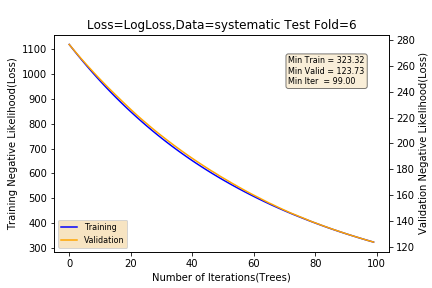 Loss=LogLoss,Data=systematic Test Fold=6
Training Negative Likelihood(Loss)
1100
1000
900
800
700
600
500
400
300
Min Train = 323.32
Min Valid = 123.73
Min Iter = 99.00
Training
Validation
280
260
240
220
200
180
160
140
120
Validation Negative Likelihood(Loss)
0 20 40 60 80 100
Number of Iterations(Trees)